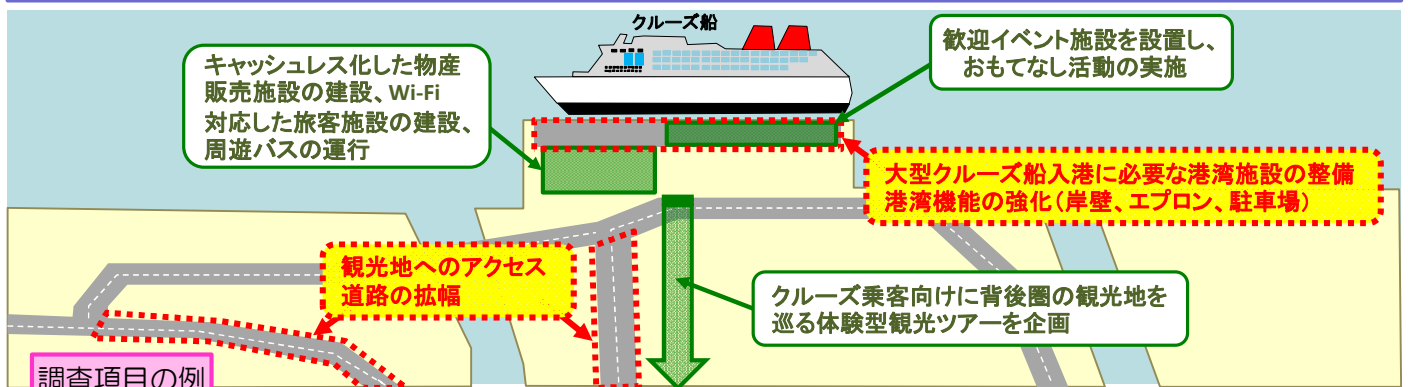 クルーズ船
キャッシュレス化した物産
販売施設の建設、Wi-Fi
対応した旅客施設の建設、
周遊バスの運行
歓迎イベント施設を設置し、
おもてなし活動の実施
大型クルーズ船入港に必要な港湾施設の整備
港湾機能の強化(岸壁、エプロン、駐車場)
観光地へのアクセス
道路の拡幅
クルーズ乗客向けに背後圏の観光地を
巡る体験型観光ツアーを企画
調査項目の例